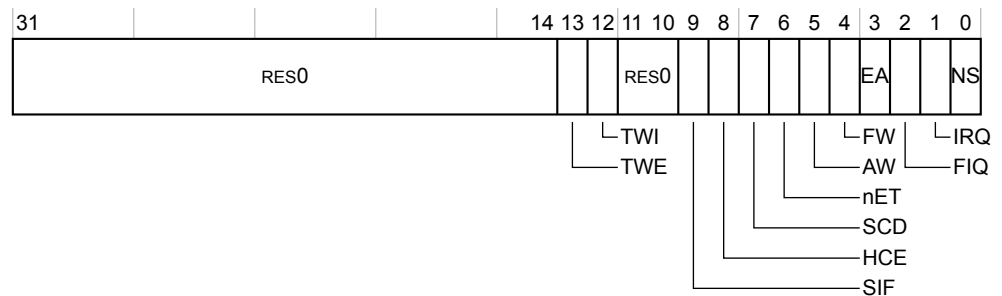 31 14 13 12 11 10 9 8 7 6 5 4 3 2 1 0
RES0 RES0 EA NS
TWI FW IRQ
TWE AW FIQ
nET
SCD
HCE
SIF